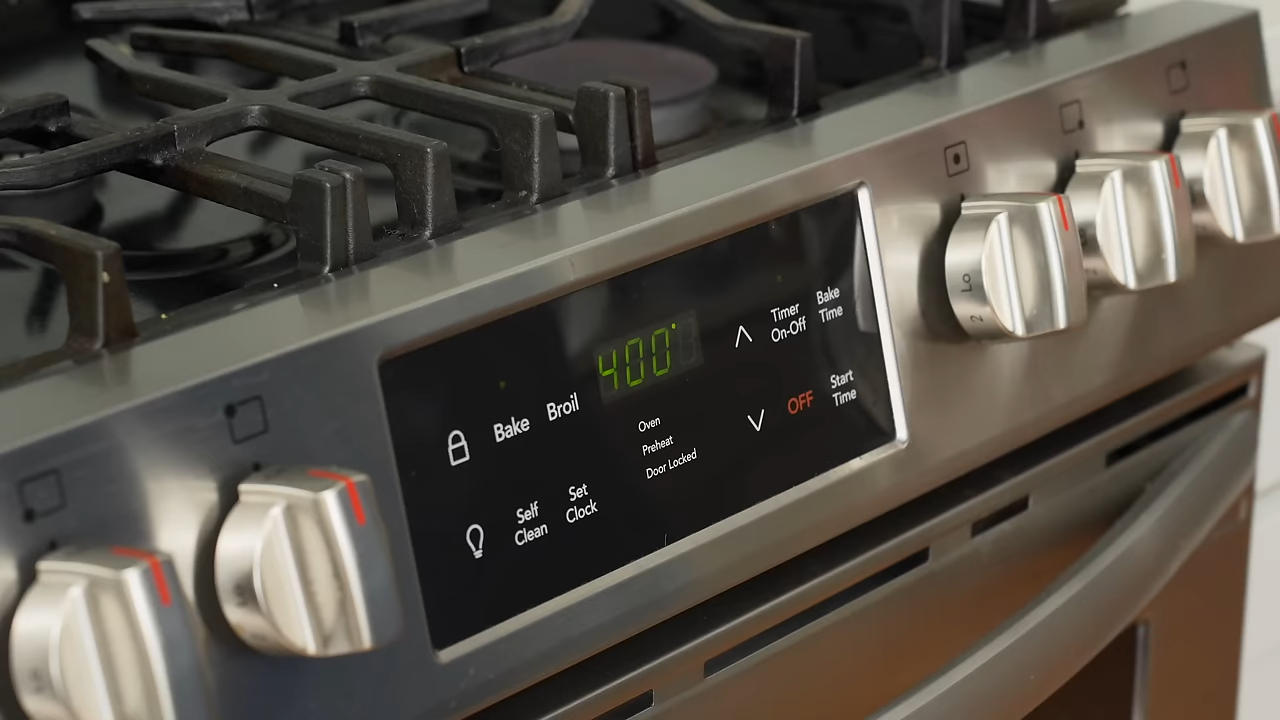 400°
Bake
Broil
Self
Clean
Set
Clock
Oven
Preheat
Door Locked
Timer
On-Off
Bake
Time
OFF
Start
Time
Lo
2